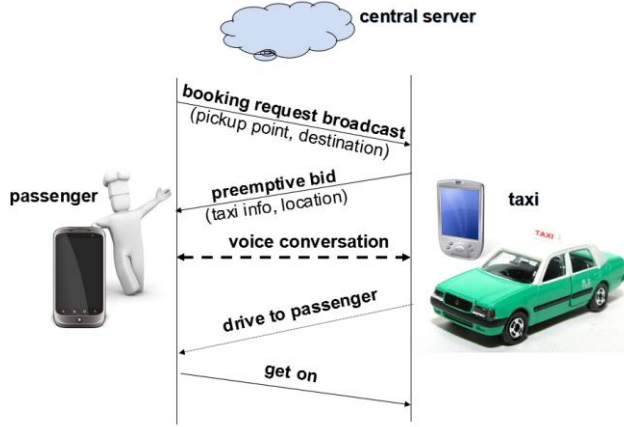 central server
booking request broadcast
(pickup point, destination)
passenger
preemptive bid
(taxi info, location)
taxi
voice conversation
TAXI
drive to passenger
get on